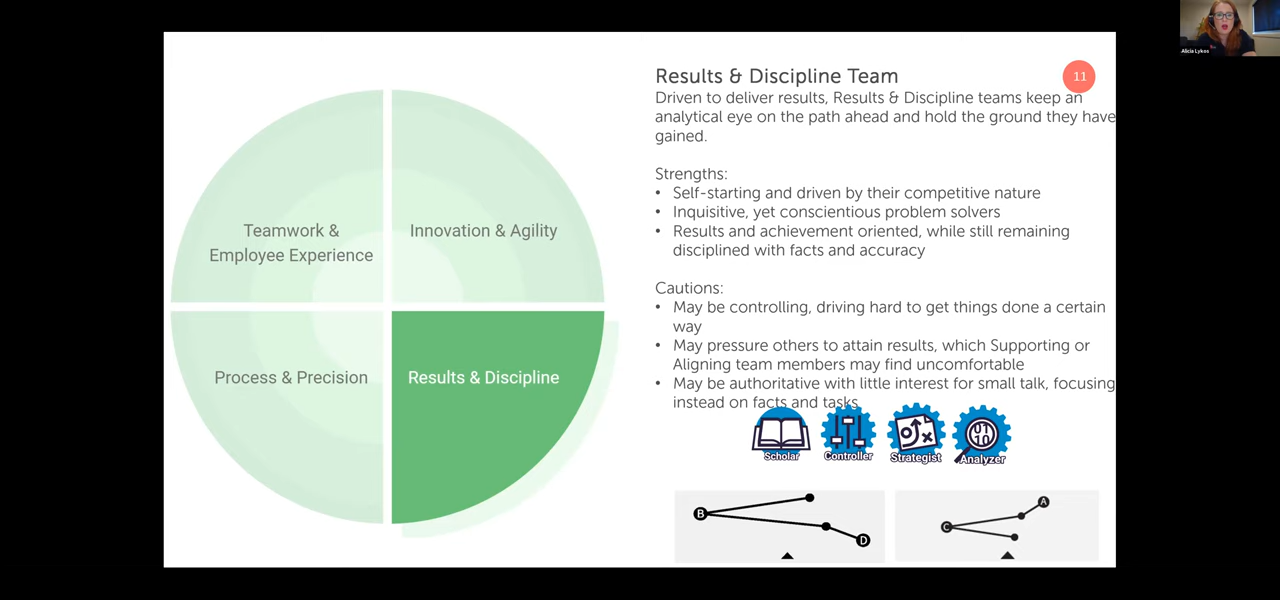 Alicia Lykos
Results & Discipline Team
11
Driven to deliver results, Results & Discipline teams keep an
analytical eye on the path ahead and hold the ground they have
gained.
Strengths:
• Self-starting and driven by their competitive nature
• Inquisitive, yet conscientious problem solvers
• Results and achievement oriented, while still remaining
disciplined with facts and accuracy
Cautions:
• May be controlling, driving hard to get things done a certain
way
• May pressure others to attain results, which Supporting or
Aligning team members may find uncomfortable
• May be authoritative with little interest for small talk, focusing
instead on facts and tasks
Teamwork &
Employee Experience
Innovation & Agility
Process & Precision
Results & Discipline
01
10
Scholar
Controller
Strategist
Analyzer
B
D
A
C